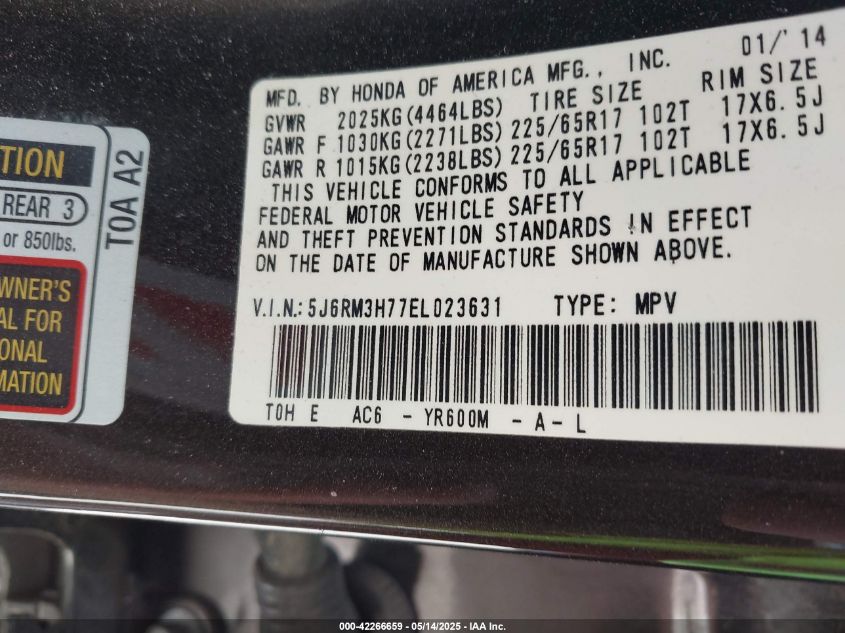 MFD. BY HONDA OF AMERICA MFG., INC. 01/'14
GVWR 2025KG(4464LBS) TIRE SIZE RIM SIZE
GAWR F 1030KG(2271LBS) 225/65R17 102T 17X6.5J
GAWR R 1015KG(2238LBS) 225/65R17 102T 17X6.5J
THIS VEHICLE CONFORMS TO ALL APPLICABLE
FEDERAL MOTOR VEHICLE SAFETY
AND THEFT PREVENTION STANDARDS IN EFFECT
ON THE DATE OF MANUFACTURE SHOWN ABOVE.
V.I.N.: 5J6RM3H77EL023631 TYPE: MPV
TOH E AC6 - YR600M - A - L
TION
REAR 3
or 850lbs.
WNER'S
AL FOR
ONAL
MATION
TOA A2
000-42266659 - 05/14/2025 - IAA Inc.